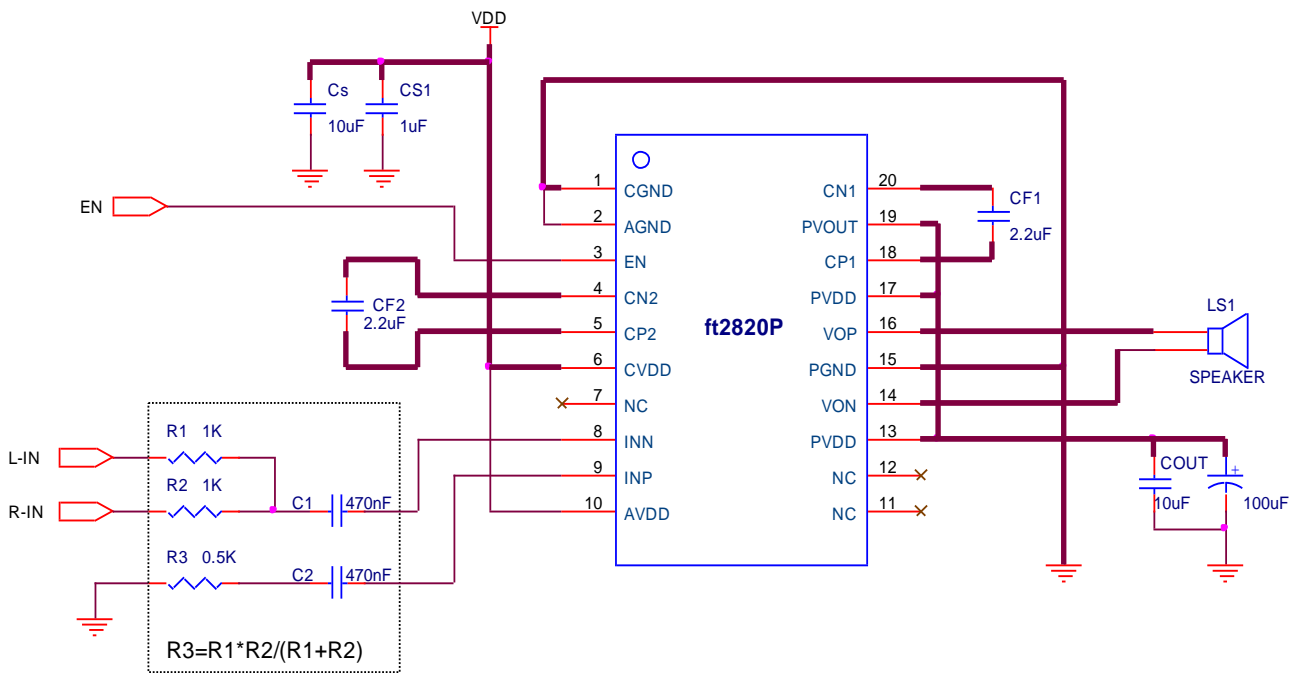 VDD
Cs
10uF
CS1
1uF
EN
CF2
2.2uF
L-IN
R-IN
R1 1K
R2 1K
C1 470nF
R3 0.5K
C2 470nF
R3=R1*R2/(R1+R2)
ft2820P
1 CGND
2 AGND
3 EN
4 CN2
5 CP2
6 CVDD
7 NC
8 INN
9 INP
10 AVDD
CN1 20
PVOUT 19
CP1 18
PVDD 17
VOP 16
PGND 15
VON 14
PVDD 13
NC 12
NC 11
CF1
2.2uF
LS1
SPEAKER
COUT
10uF
+
100uF